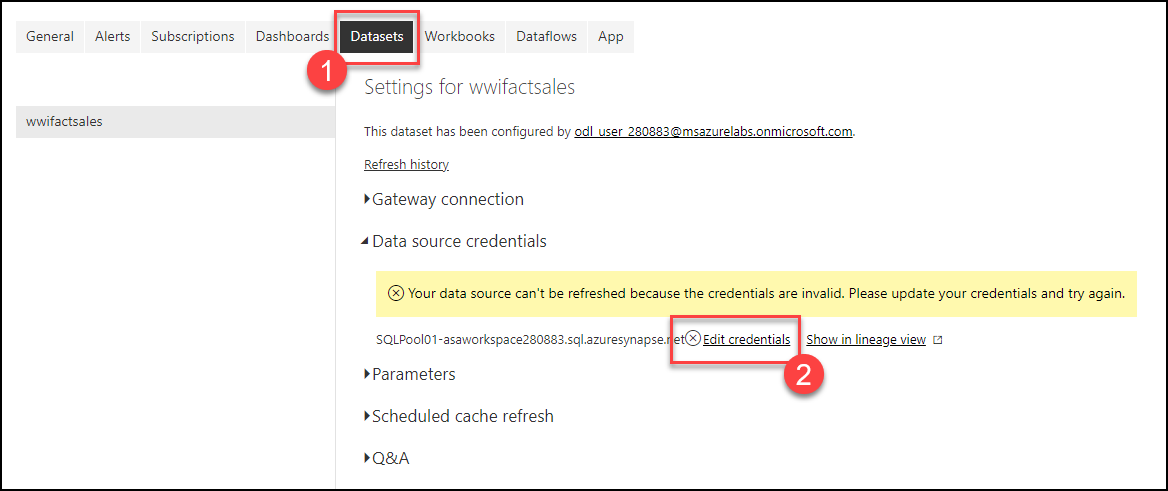 General Alerts Subscriptions Dashboards Datasets Workbooks Dataflows App
1
Settings for wwifactsales
wwifactsales
This dataset has been configured by odl_user_280883@msazurelabs.onmicrosoft.com.
Refresh history
Gateway connection
Data source credentials
Your data source can't be refreshed because the credentials are invalid. Please update your credentials and try again.
SQLPool01-asaworkspace280883.sql.azuresynapse.net Edit credentials Show in lineage view
2
Parameters
Scheduled cache refresh
Q&A